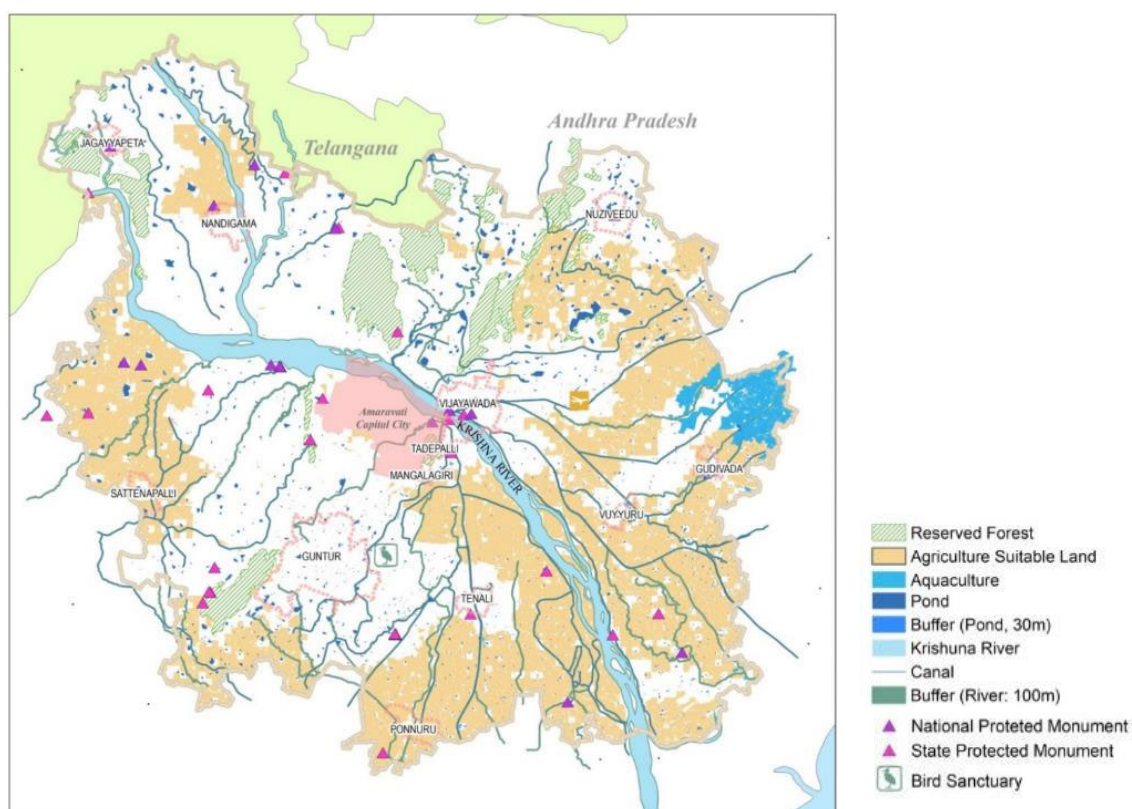 Andhra Pradesh
Telangana
JAGAYYAPETA
NUZIVEEDU
NANDIGAMA
Amaravati
Capital City
VIJAYAWADA
KRISHNA RIVER
TADEPALLI
MANGALAGIRI
GUDIVADA
SATTENAPALLI
VUYYURU
GUNTUR
TENALI
PONNURU
Reserved Forest
Agriculture Suitable Land
Aquaculture
Pond
Buffer (Pond, 30m)
Krishuna River
Canal
Buffer (River: 100m)
National Proteted Monument
State Protected Monument
Bird Sanctuary